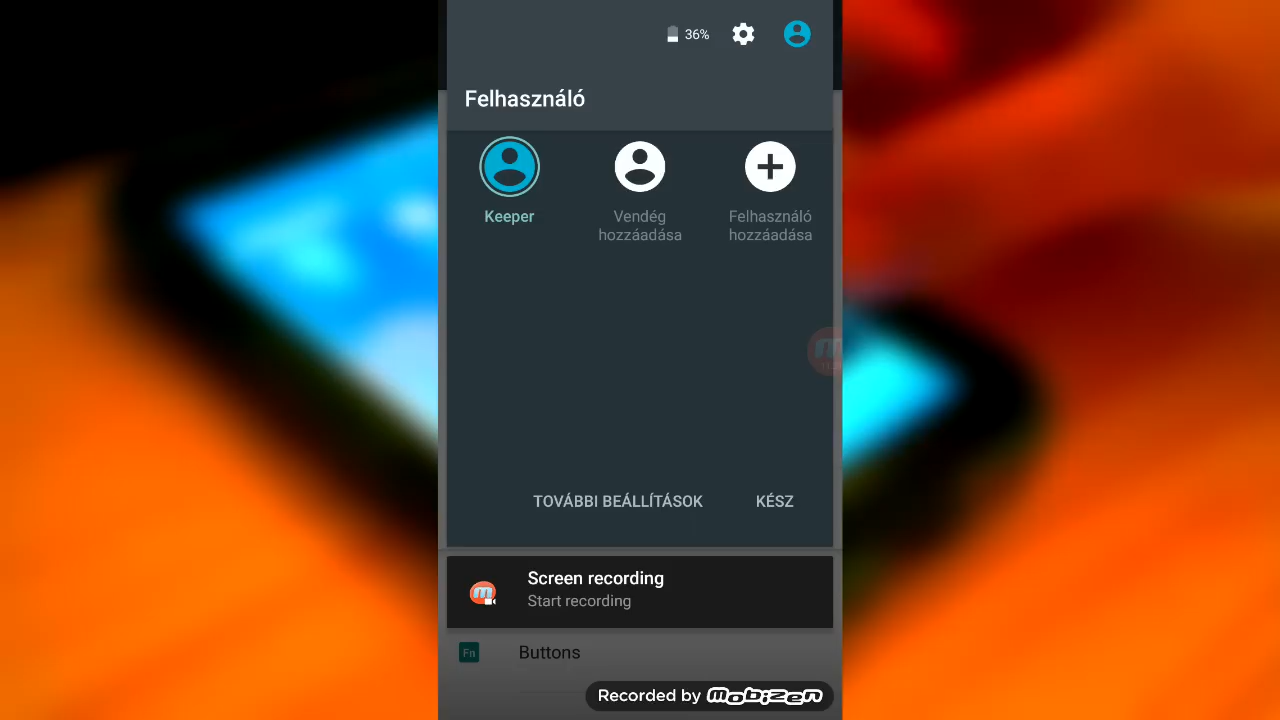 36%
Felhasználó
Keeper
Vendég
hozzáadása
Felhasználó
hozzáadása
TOVÁBBI BEÁLLÍTÁSOK
KÉSZ
Screen recording
Start recording
Fn
Buttons
Recorded by mobizen